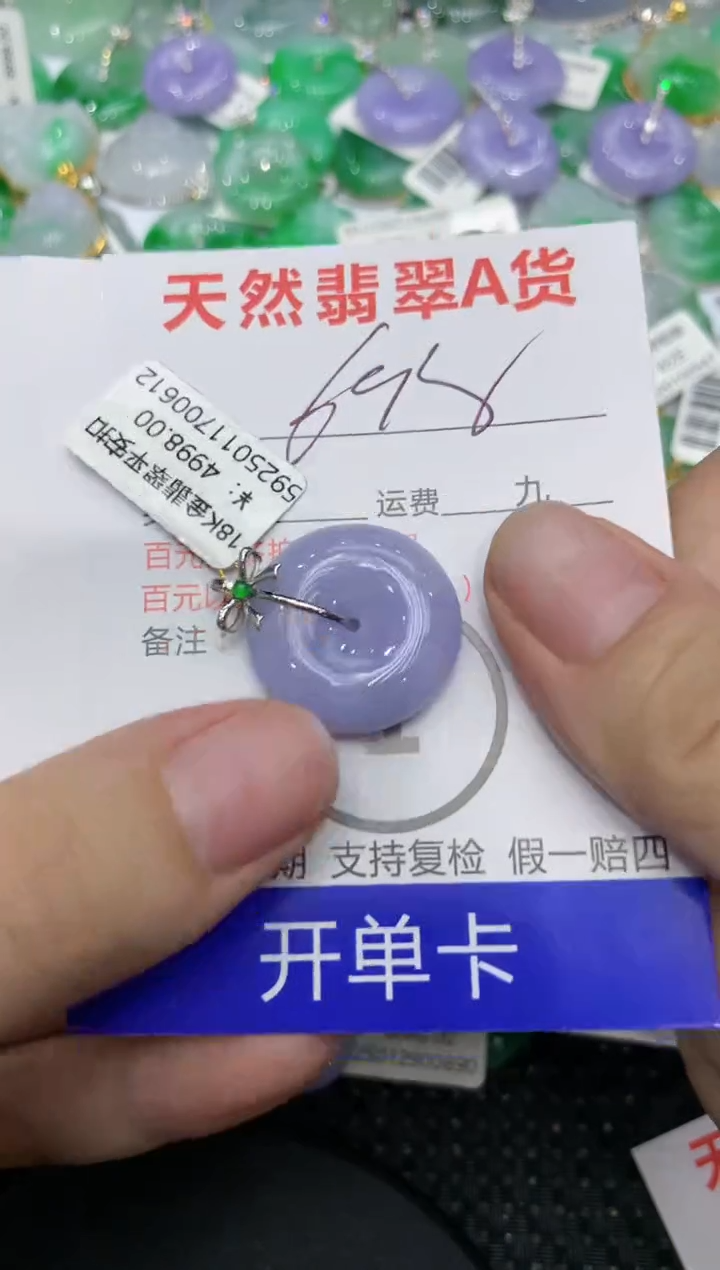 天然翡翠A货
5925011700612
¥: 4998.00
18K金翡翠平安扣
运费 九
百元
百元以
）
备注
期 支持复检 假一赔四
开单卡